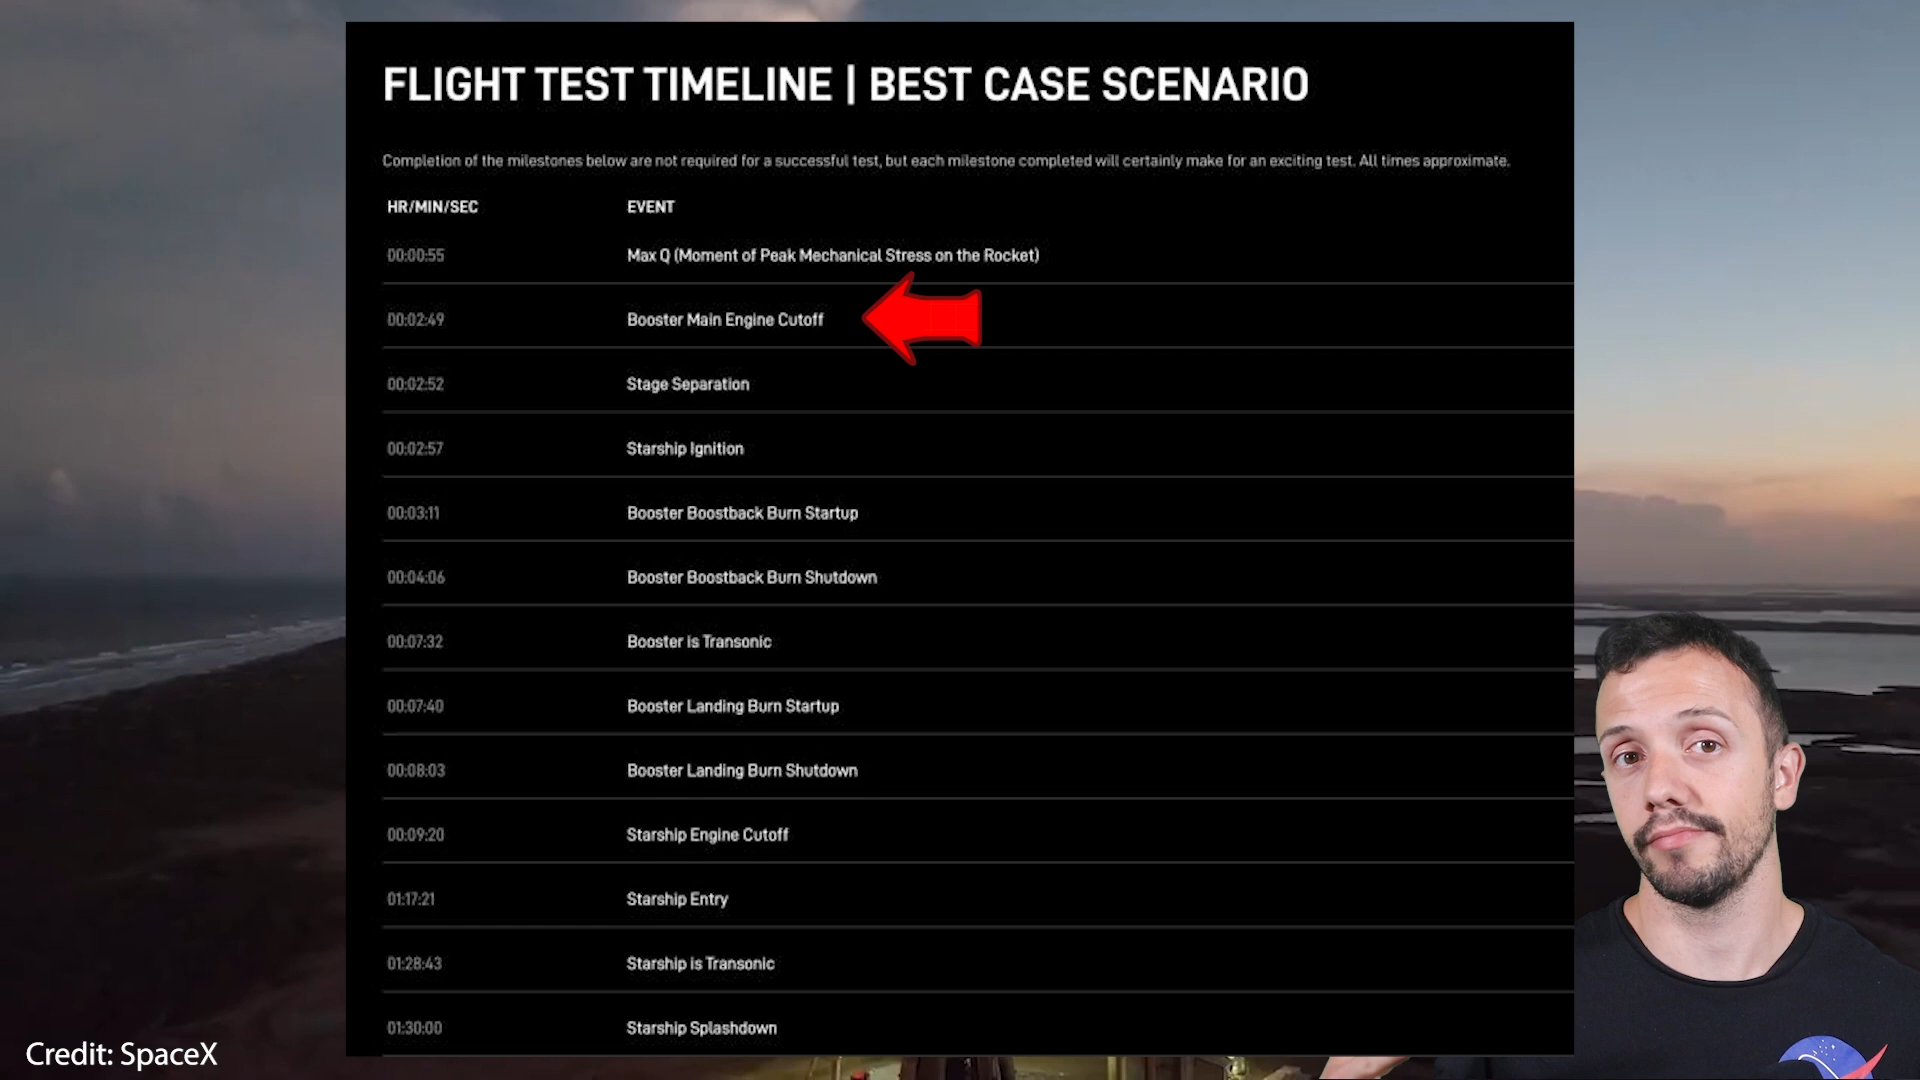 FLIGHT TEST TIMELINE | BEST CASE SCENARIO
Completion of the milestones below are not required for a successful test, but each milestone completed will certainly make for an exciting test. All times approximate.
HR/MIN/SEC EVENT
00:00:55 Max Q (Moment of Peak Mechanical Stress on the Rocket)
00:02:49 Booster Main Engine Cutoff
00:02:52 Stage Separation
00:02:57 Starship Ignition
00:03:11 Booster Boostback Burn Startup
00:04:06 Booster Boostback Burn Shutdown
00:07:32 Booster is Transonic
00:07:40 Booster Landing Burn Startup
00:08:03 Booster Landing Burn Shutdown
00:09:20 Starship Engine Cutoff
01:17:21 Starship Entry
01:28:43 Starship is Transonic
01:30:00 Starship Splashdown
Credit: SpaceX